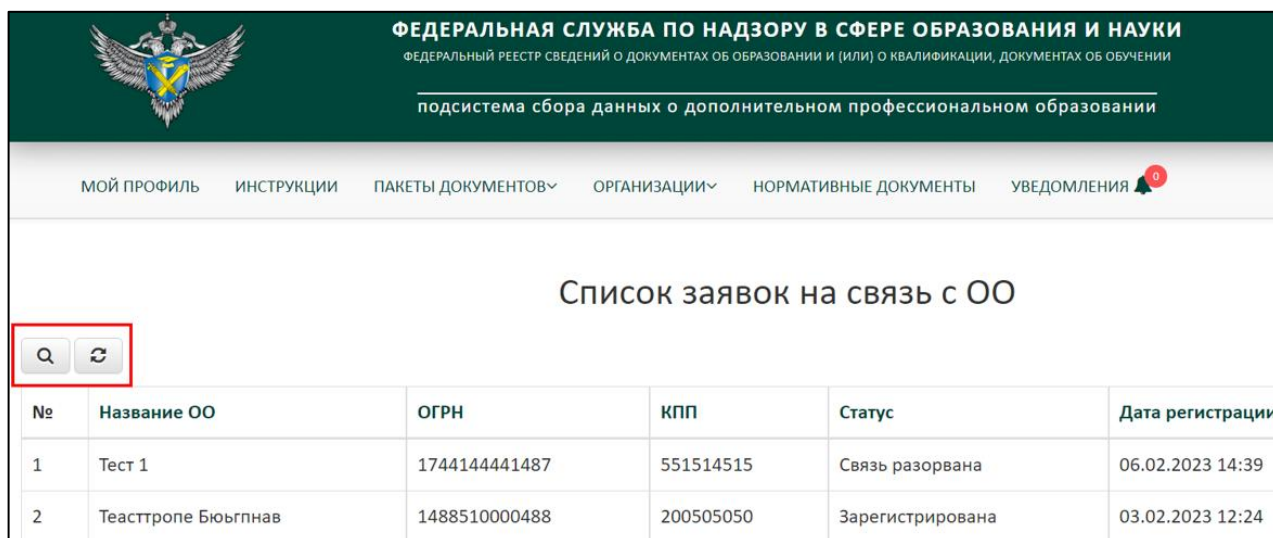 ФЕДЕРАЛЬНАЯ СЛУЖБА ПО НАДЗОРУ В СФЕРЕ ОБРАЗОВАНИЯ И НАУКИ
ФЕДЕРАЛЬНЫЙ РЕЕСТР СВЕДЕНИЙ О ДОКУМЕНТАХ ОБ ОБРАЗОВАНИИ И (ИЛИ) О КВАЛИФИКАЦИИ, ДОКУМЕНТАХ ОБ ОБУЧЕНИИ
подсистема сбора данных о дополнительном профессиональном образовании
МОЙ ПРОФИЛЬ ИНСТРУКЦИИ ПАКЕТЫ ДОКУМЕНТОВ ОРГАНИЗАЦИИ НОРМАТИВНЫЕ ДОКУМЕНТЫ УВЕДОМЛЕНИЯ 0
Список заявок на связь с ОО
№ Название ОО ОГРН КПП Статус Дата регистрации
1 Тест 1 1744144441487 551514515 Связь разорвана 06.02.2023 14:39
2 Теасттропе Бюьгпнав 1488510000488 200505050 Зарегистрирована 03.02.2023 12:24